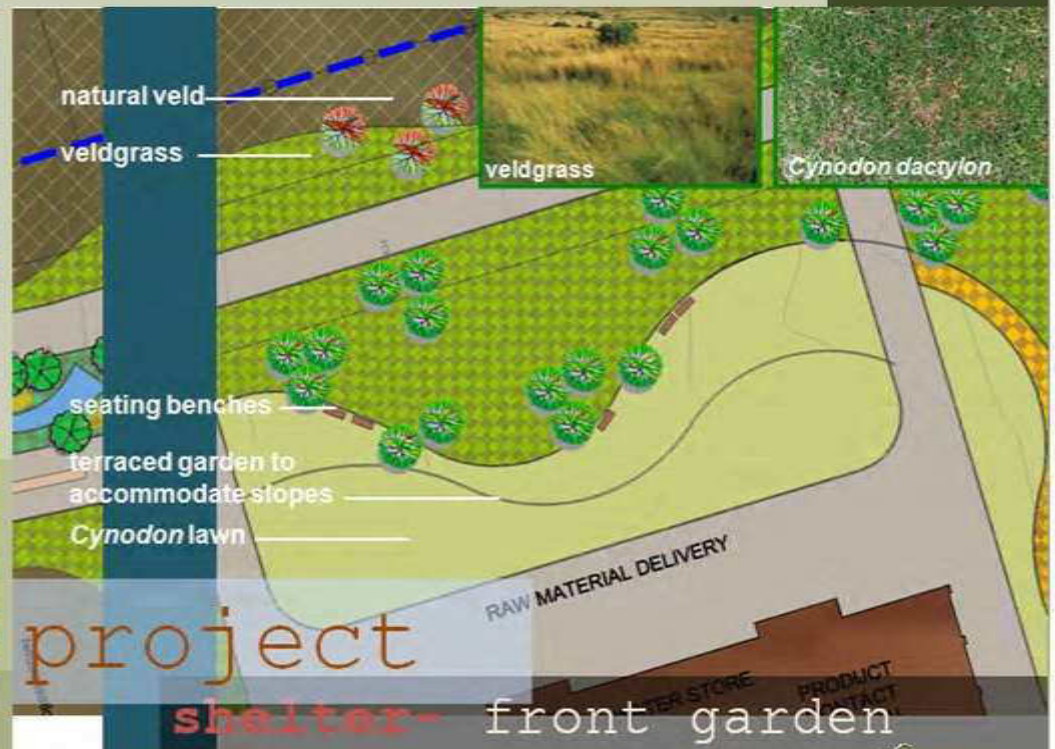 natural veld
veldgrass
veldgrass
Cynodon dactylon
seating benches
terraced garden to
accommodate slopes
Cynodon lawn
RAW MATERIAL DELIVERY
project
STORE
PRODUCT
shelter- front garden